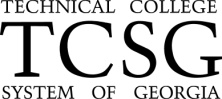 TECHNICAL COLLEGE
TCSG
SYSTEM OF GEORGIA